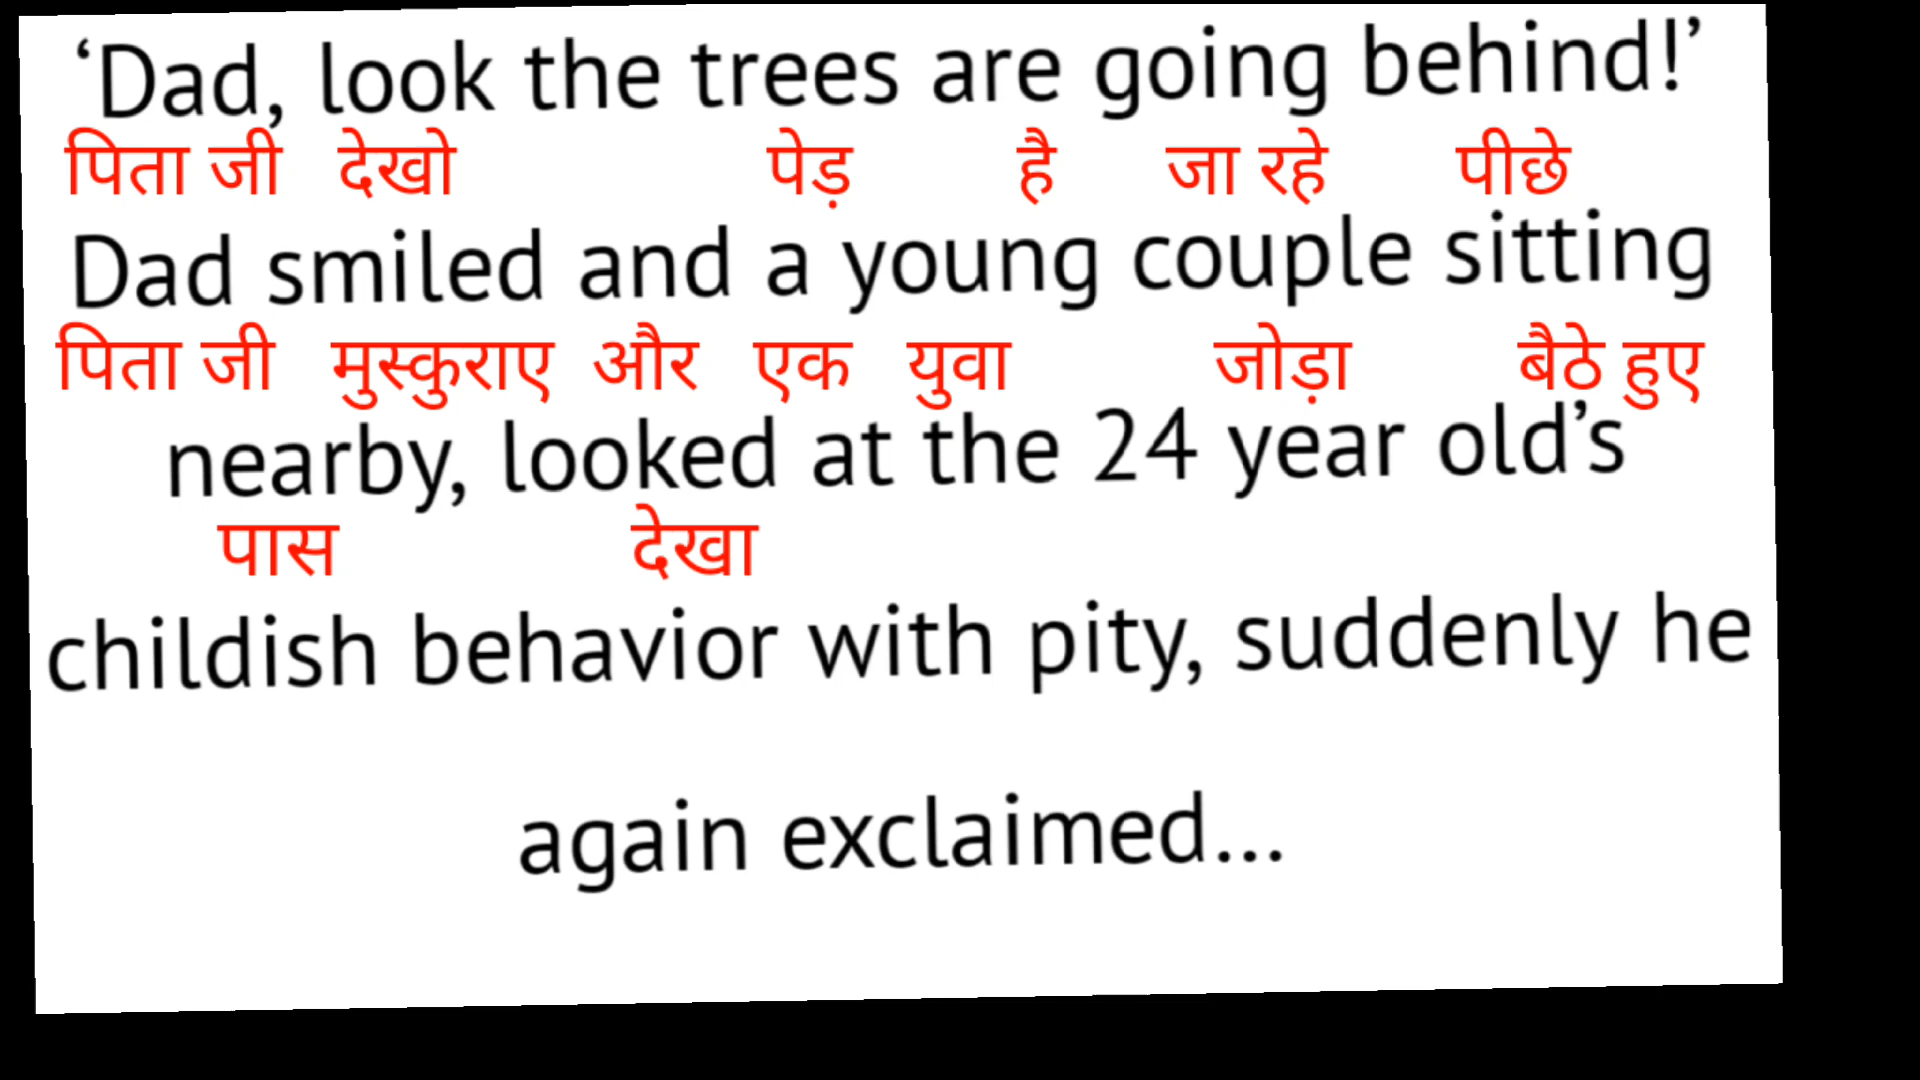 ‘Dad, look the trees are going behind!’
पिता जी देखो पेड़ है जा रहे पीछे
Dad smiled and a young couple sitting
पिता जी मुस्कुराए और एक युवा जोड़ा बैठे हुए
nearby, looked at the 24 year old’s
पास देखा
childish behavior with pity, suddenly he
again exclaimed...